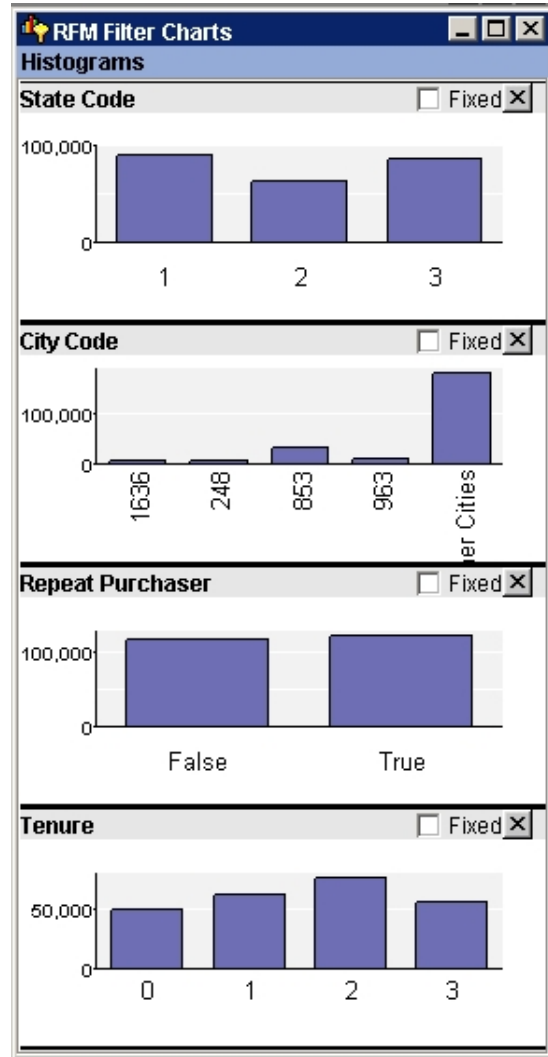 RFM Filter Charts
Histograms
State Code Fixed
100,000
0
1 2 3
City Code Fixed
100,000
0
1636 248 853 963 er Cities
Repeat Purchaser Fixed
100,000
0
False True
Tenure Fixed
50,000
0
0 1 2 3